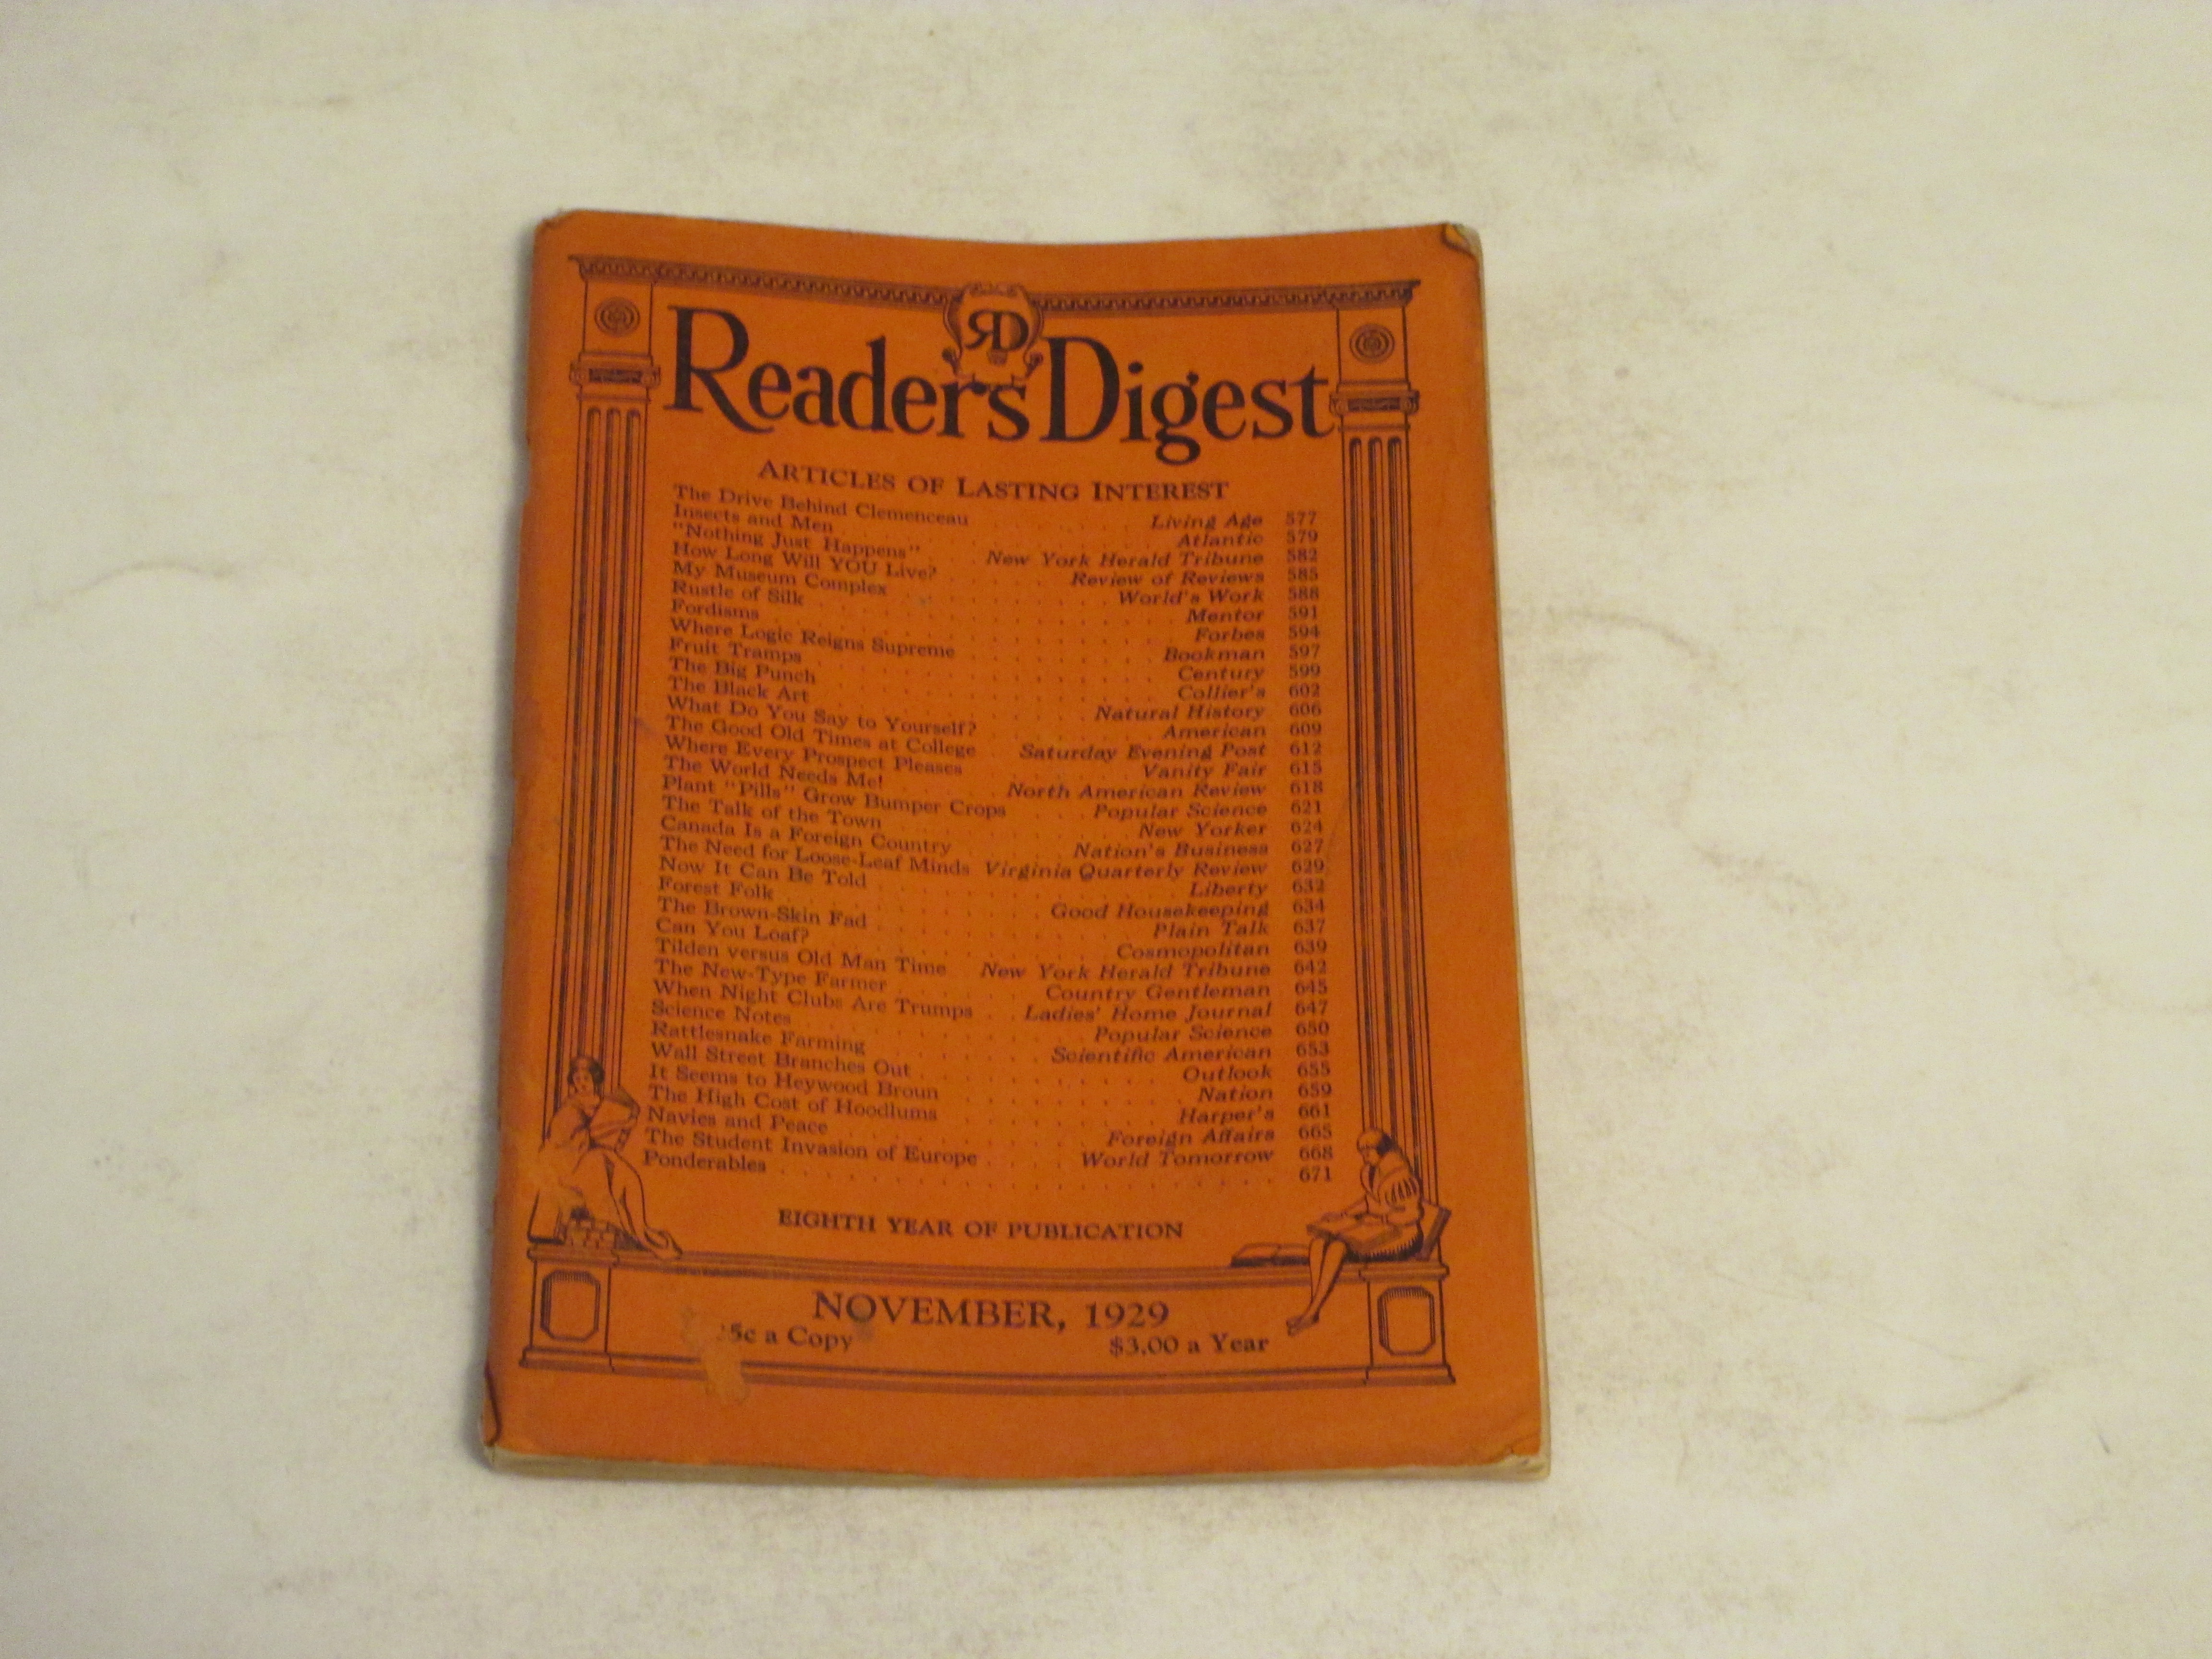 RD
Reader's Digest
ARTICLES OF LASTING INTEREST
The Drive Behind Clemenceau . . . . . . Living Age 577
Insects and Men . . . . . . Atlantic 579
"Nothing Just Happens" . . New York Herald Tribune 582
How Long Will YOU Live? . . . . . Review of Reviews 585
My Museum Complex . . . . . . World's Work 588
Rustle of Silk . . . . . . Mentor 591
Fordisms . . . . . . Forbes 594
Where Logic Reigns Supreme . . . . . . Bookman 597
Fruit Tramps . . . . . . Century 599
The Big Punch . . . . . . Collier's 602
The Black Art . . . . . . Natural History 606
What Do You Say to Yourself? . . . . . . American 609
The Good Old Times at College . . Saturday Evening Post 612
Where Every Prospect Pleases . . . . . . Vanity Fair 615
The World Needs Me! . . . . . North American Review 618
Plant "Pills" Grow Bumper Crops . . . Popular Science 621
The Talk of the Town . . . . . . New Yorker 624
Canada Is a Foreign Country . . . . Nation's Business 627
The Need for Loose-Leaf Minds Virginia Quarterly Review 629
Now It Can Be Told . . . . . . Liberty 632
Forest Folk . . . . . . Good Housekeeping 634
The Brown-Skin Fad . . . . . . Plain Talk 637
Can You Loaf? . . . . . . Cosmopolitan 639
Tilden versus Old Man Time . New York Herald Tribune 642
The New-Type Farmer . . . . . Country Gentleman 645
When Night Clubs Are Trumps . . Ladies' Home Journal 647
Science Notes . . . . . . Popular Science 650
Rattlesnake Farming . . . . . . Scientific American 653
Wall Street Branches Out . . . . . . Outlook 655
It Seems to Heywood Broun . . . . . . Nation 659
The High Cost of Hoodlums . . . . . . Harper's 661
Navies and Peace . . . . . . Foreign Affairs 665
The Student Invasion of Europe . . . . World Tomorrow 668
Ponderables . . . . . . 671
EIGHTH YEAR OF PUBLICATION
NOVEMBER, 1929
5c a Copy $3.00 a Year